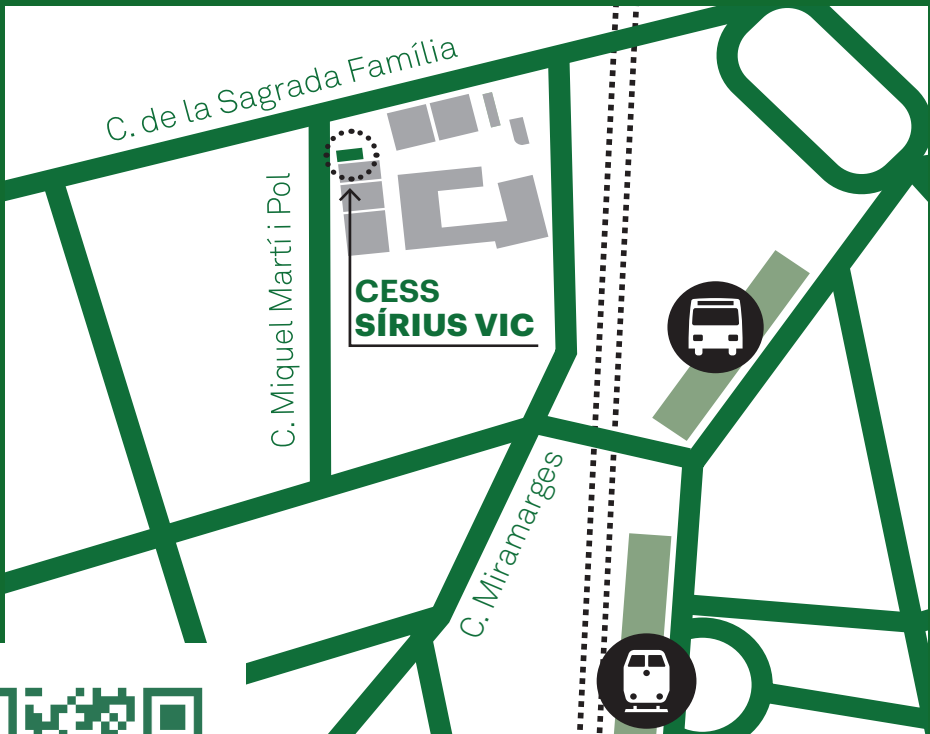 C. de la Sagrada Família
C. Miquel Martí i Pol
CESS
SÍRIUS VIC
C. Miramarges